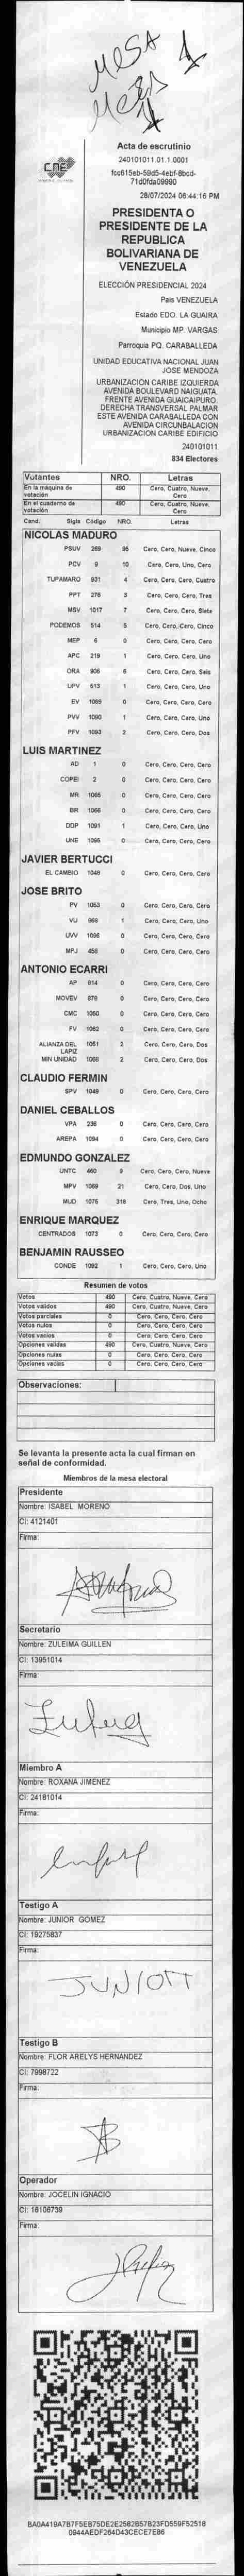 MESA 1
MESA 1
CNE
Acta de escrutinio
240101011.01.1.0001
fcc615eb-59d5-4ebf-8bcd-
71d0fda09990
28/07/2024 06:44:16 PM
PRESIDENTA O
PRESIDENTE DE LA
REPUBLICA
BOLIVARIANA DE
VENEZUELA
ELECCIÓN PRESIDENCIAL 2024
País VENEZUELA
Estado EDO. LA GUAIRA
Municipio MP. VARGAS
Parroquia PQ. CARABALLEDA
UNIDAD EDUCATIVA NACIONAL JUAN
JOSE MENDOZA
URBANIZACION CARIBE IZQUIERDA
AVENIDA BOULEVARD NAIGUATA.
FRENTE AVENIDA GUAICAIPURO.
DERECHA TRANSVERSAL PALMAR
ESTE AVENIDA CARABALLEDA CON
AVENIDA CIRCUNBALACION
URBANIZACION CARIBE EDIFICIO
240101011
834 Electores
Votantes NRO. Letras
En la máquina de votación 490 Cero, Cuatro, Nueve, Cero
En el cuaderno de votación 490 Cero, Cuatro, Nueve, Cero
Cand. Sigla Código NRO. Letras
NICOLAS MADURO
PSUV 269 95 Cero, Cero, Nueve, Cinco
PCV 9 10 Cero, Cero, Uno, Cero
TUPAMARO 931 4 Cero, Cero, Cero, Cuatro
PPT 275 3 Cero, Cero, Cero, Tres
MSV 1017 7 Cero, Cero, Cero, Siete
PODEMOS 514 5 Cero, Cero, Cero, Cinco
MEP 6 0 Cero, Cero, Cero, Cero
APC 219 1 Cero, Cero, Cero, Uno
ORA 906 6 Cero, Cero, Cero, Seis
UPV 513 1 Cero, Cero, Cero, Uno
EV 1089 0 Cero, Cero, Cero, Cero
PVV 1090 1 Cero, Cero, Cero, Uno
PFV 1093 2 Cero, Cero, Cero, Dos
LUIS MARTINEZ
AD 1 0 Cero, Cero, Cero, Cero
COPEI 2 0 Cero, Cero, Cero, Cero
MR 1065 0 Cero, Cero, Cero, Cero
BR 1066 0 Cero, Cero, Cero, Cero
DDP 1091 1 Cero, Cero, Cero, Uno
UNE 1095 0 Cero, Cero, Cero, Cero
JAVIER BERTUCCI
EL CAMBIO 1046 0 Cero, Cero, Cero, Cero
JOSE BRITO
PV 1053 0 Cero, Cero, Cero, Cero
VU 668 1 Cero, Cero, Cero, Uno
UVV 1096 0 Cero, Cero, Cero, Cero
MPJ 456 0 Cero, Cero, Cero, Cero
ANTONIO ECARRI
AP 614 0 Cero, Cero, Cero, Cero
MOVEV 878 0 Cero, Cero, Cero, Cero
CMC 1050 0 Cero, Cero, Cero, Cero
FV 1062 0 Cero, Cero, Cero, Cero
ALIANZA DEL LAPIZ 1051 2 Cero, Cero, Cero, Dos
MIN UNIDAD 1088 2 Cero, Cero, Cero, Dos
CLAUDIO FERMIN
SPV 1049 0 Cero, Cero, Cero, Cero
DANIEL CEBALLOS
VPA 236 0 Cero, Cero, Cero, Cero
AREPA 1094 0 Cero, Cero, Cero, Cero
EDMUNDO GONZALEZ
UNTC 460 9 Cero, Cero, Cero, Nueve
MPV 1069 21 Cero, Cero, Dos, Uno
MUD 1075 318 Cero, Tres, Uno, Ocho
ENRIQUE MARQUEZ
CENTRADOS 1073 0 Cero, Cero, Cero, Cero
BENJAMIN RAUSSEO
CONDE 1092 1 Cero, Cero, Cero, Uno
Resumen de votos
Votos 490 Cero, Cuatro, Nueve, Cero
Votos validos 490 Cero, Cuatro, Nueve, Cero
Votos parciales 0 Cero, Cero, Cero, Cero
Votos nulos 0 Cero, Cero, Cero, Cero
Votos vacios 0 Cero, Cero, Cero, Cero
Opciones validas 490 Cero, Cuatro, Nueve, Cero
Opciones nulas 0 Cero, Cero, Cero, Cero
Opciones vacias 0 Cero, Cero, Cero, Cero
Observaciones:
Se levanta la presente acta la cual firman en
señal de conformidad.
Miembros de la mesa electoral
Presidente
Nombre: ISABEL MORENO
CI: 4121401
Firma:
Secretario
Nombre: ZULEIMA GUILLEN
CI: 13951014
Firma:
Miembro A
Nombre: ROXANA JIMENEZ
CI: 24181014
Firma:
Testigo A
Nombre: JUNIOR GOMEZ
CI: 19275837
Firma:
JUNIOR
Testigo B
Nombre: FLOR ARELYS HERNANDEZ
CI: 7998722
Firma:
Operador
Nombre: JOCELIN IGNACIO
CI: 16106739
Firma:
BA0A419A7B7F5EB75DE2E2582B57B23FD559F52518
0944AEDF264D43CECE7EB6